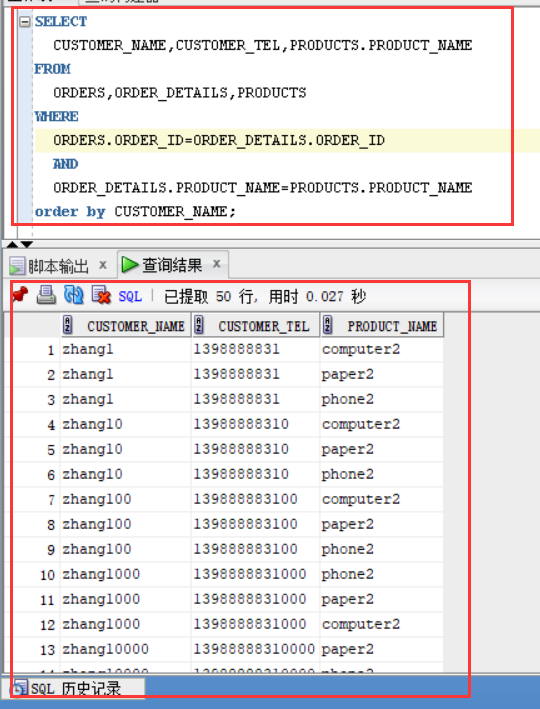 SELECT
CUSTOMER_NAME,CUSTOMER_TEL,PRODUCTS.PRODUCT_NAME
FROM
ORDERS,ORDER_DETAILS,PRODUCTS
WHERE
ORDERS.ORDER_ID=ORDER_DETAILS.ORDER_ID
AND
ORDER_DETAILS.PRODUCT_NAME=PRODUCTS.PRODUCT_NAME
order by CUSTOMER_NAME;
脚本输出 x 查询结果 x
SQL | 已提取 50 行, 用时 0.027 秒
CUSTOMER_NAME CUSTOMER_TEL PRODUCT_NAME
1 zhang1 1398888831 computer2
2 zhang1 1398888831 paper2
3 zhang1 1398888831 phone2
4 zhang10 13988888310 computer2
5 zhang10 13988888310 paper2
6 zhang10 13988888310 phone2
7 zhang100 139888883100 computer2
8 zhang100 139888883100 paper2
9 zhang100 139888883100 phone2
10 zhang1000 1398888831000 phone2
11 zhang1000 1398888831000 paper2
12 zhang1000 1398888831000 computer2
13 zhang10000 13988888310000 paper2
SQL 历史记录